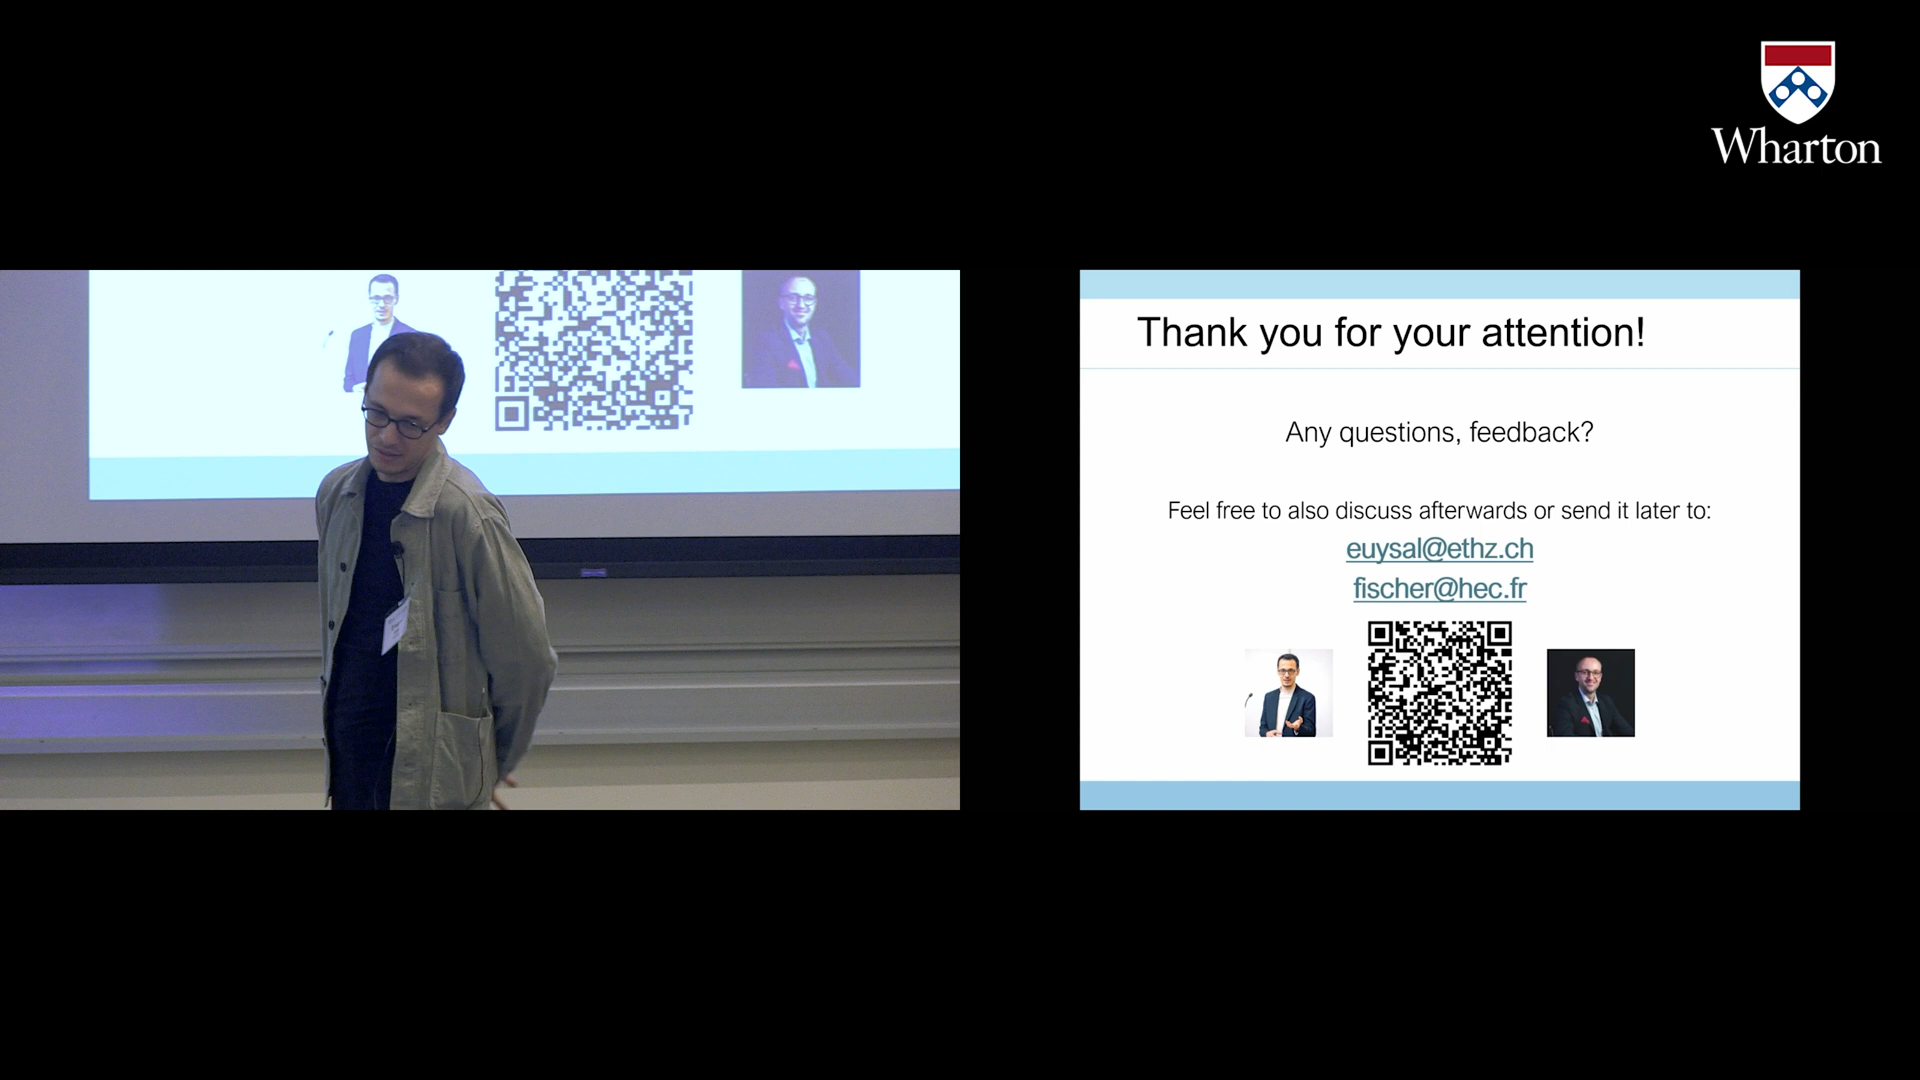 Wharton
Thank you for your attention!
Any questions, feedback?
Feel free to also discuss afterwards or send it later to:
euysal@ethz.ch
fischer@hec.fr